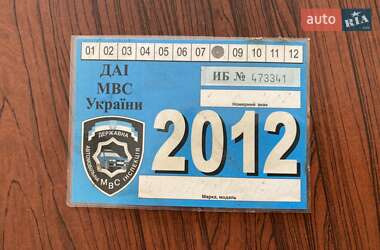 auto RIA
01 02 03 04 05 06 07 09 10 11 12
ДАІ
МВС
України
ИБ № 473341
Номерний знак
2012
ДЕРЖАВНА
АВТОМОБІЛЬНА ІНСПЕКЦІЯ
МВС
Марка, модель